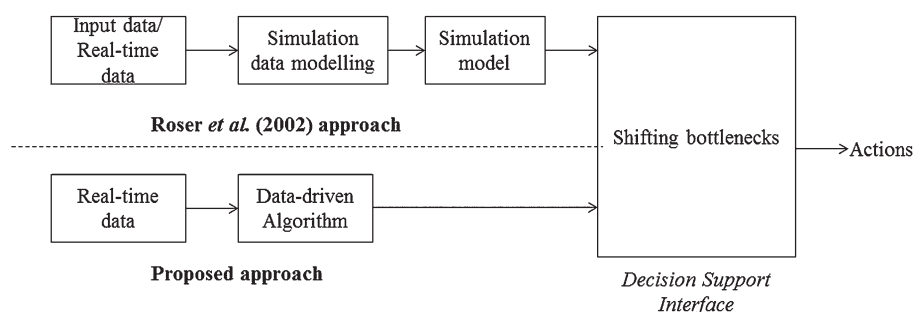 Input data/
Real-time
data
Simulation
data modelling
Simulation
model
Roser et al. (2002) approach
Shifting bottlenecks
Actions
Real-time
data
Data-driven
Algorithm
Proposed approach
Decision Support
Interface